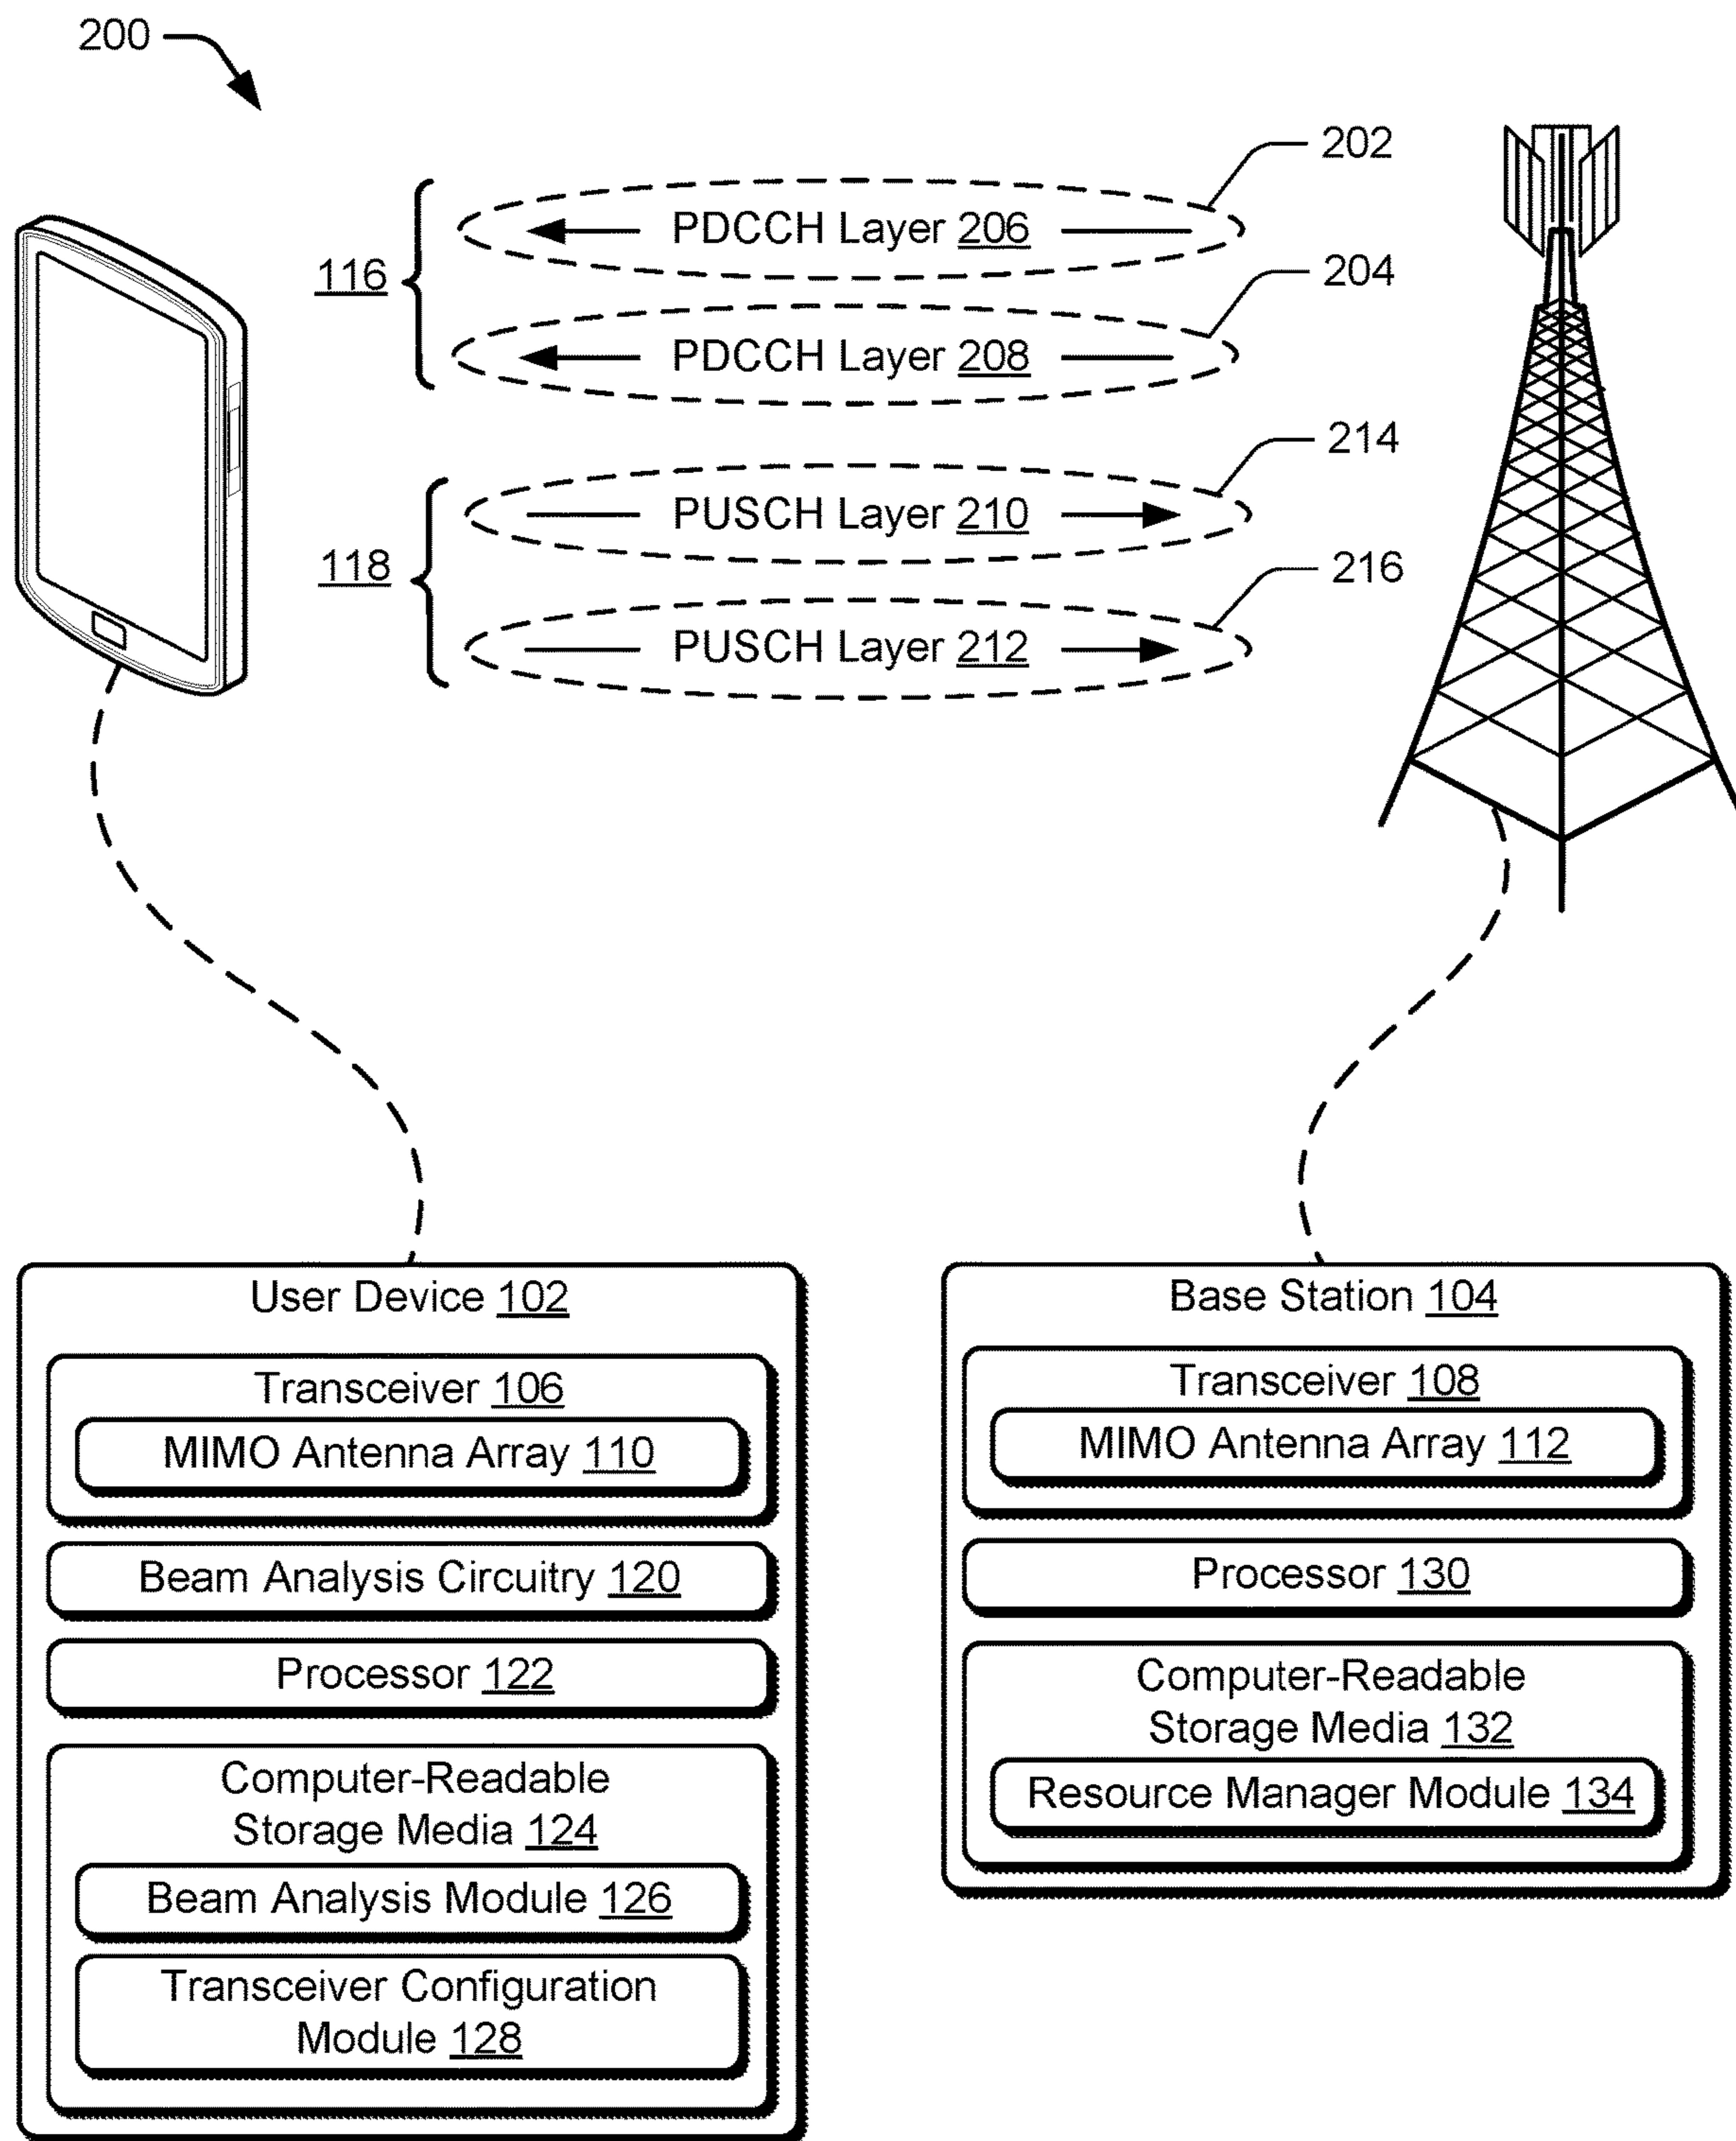 200
202
PDCCH Layer 206
116
204
PDCCH Layer 208
214
PUSCH Layer 210
118
216
PUSCH Layer 212
User Device 102
Transceiver 106
MIMO Antenna Array 110
Beam Analysis Circuitry 120
Processor 122
Computer-Readable
Storage Media 124
Beam Analysis Module 126
Transceiver Configuration
Module 128
Base Station 104
Transceiver 108
MIMO Antenna Array 112
Processor 130
Computer-Readable
Storage Media 132
Resource Manager Module 134